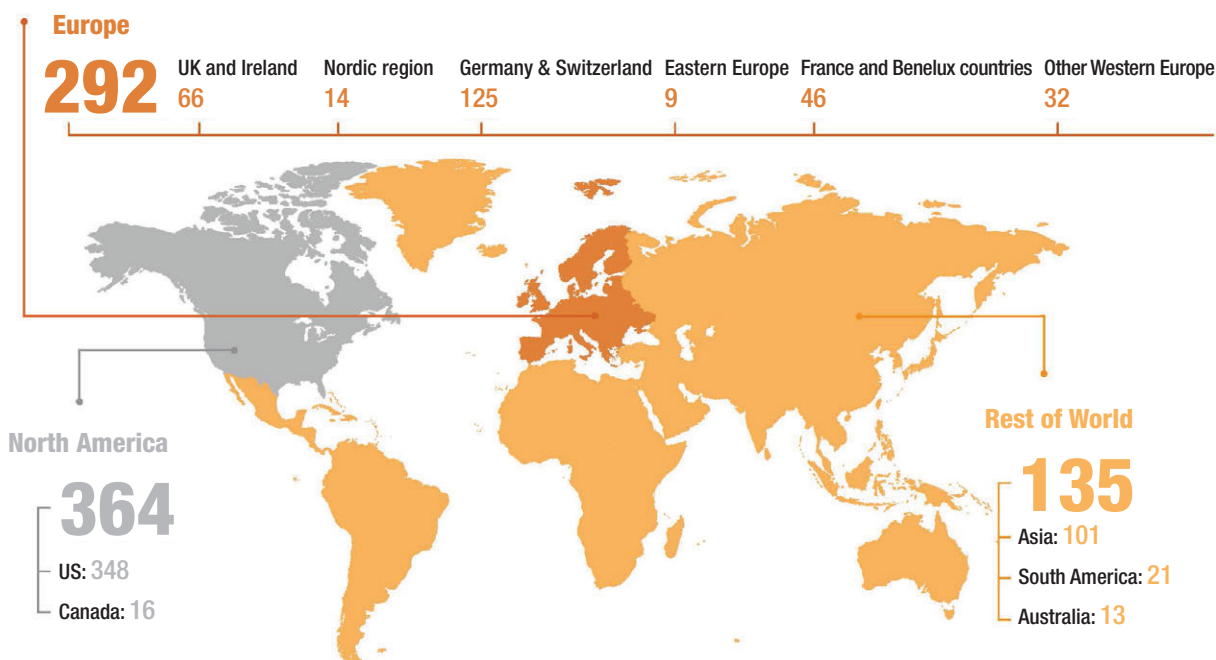 Europe
292
UK and Ireland
66
Nordic region
14
Germany & Switzerland
125
Eastern Europe
9
France and Benelux countries
46
Other Western Europe
32
North America
364
US: 348
Canada: 16
Rest of World
135
Asia: 101
South America: 21
Australia: 13